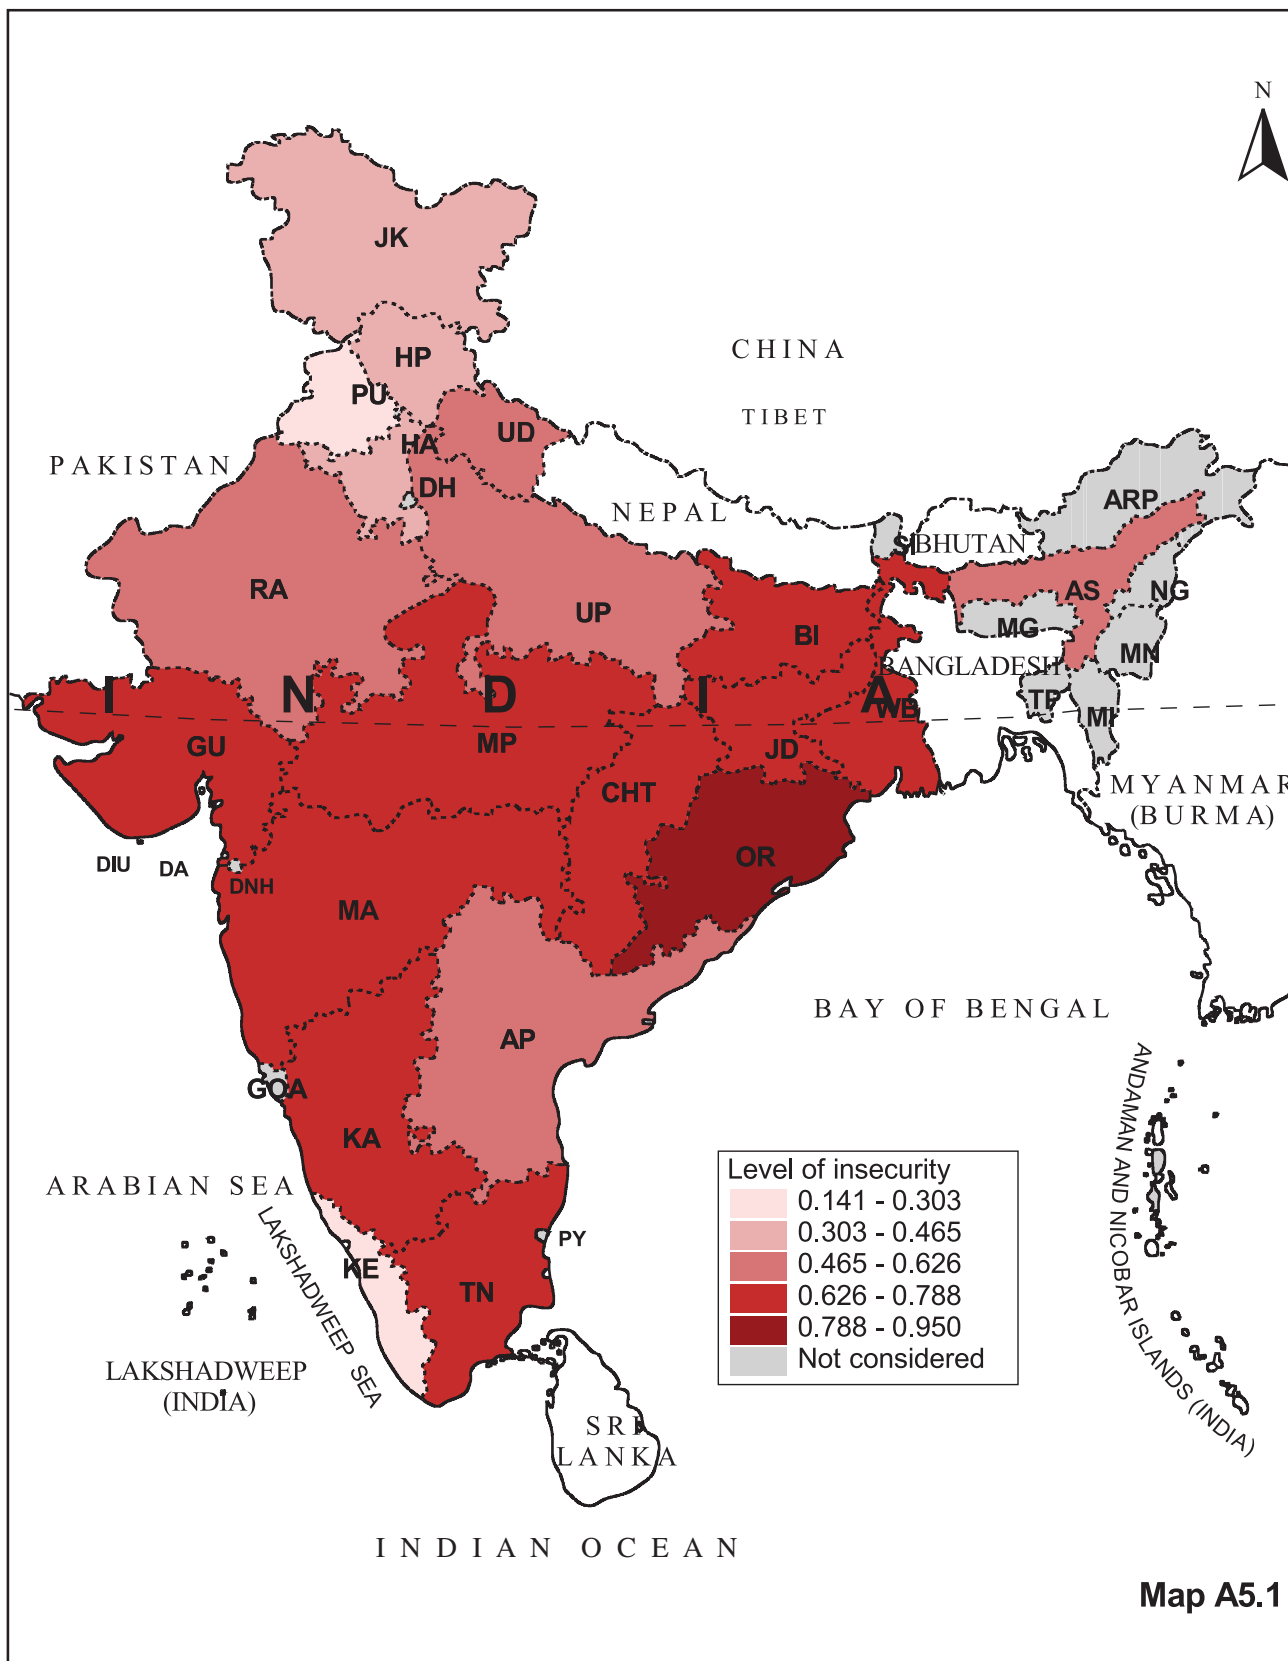 N
JK
HP
CHINA
PU
TIBET
UD
HA
PAKISTAN
DH
ARP
NEPAL
SI
BHUTAN
RA
AS
NG
UP
MG
BI
MN
BANGLADESH
I N D I A
TP
WB
MI
GU
MP
JD
CHT
MYANMAR
(BURMA)
OR
DIU
DA
DNH
MA
BAY OF BENGAL
AP
GOA
KA
ANDAMAN AND NICOBAR ISLANDS (INDIA)
Level of insecurity
0.141 - 0.303
0.303 - 0.465
0.465 - 0.626
0.626 - 0.788
0.788 - 0.950
Not considered
ARABIAN SEA
LAKSHADWEEP SEA
PY
KE
TN
LAKSHADWEEP
(INDIA)
SRI
LANKA
INDIAN OCEAN
Map A5.1